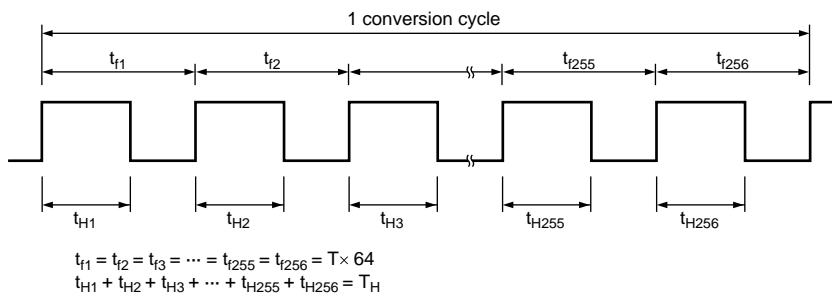 1 conversion cycle
tf1 tf2 tf255 tf256
tH1 tH2 tH3 tH255 tH256
tf1 = tf2 = tf3 = ··· = tf255 = tf256 = T× 64
tH1 + tH2 + tH3 + ··· + tH255 + tH256 = TH